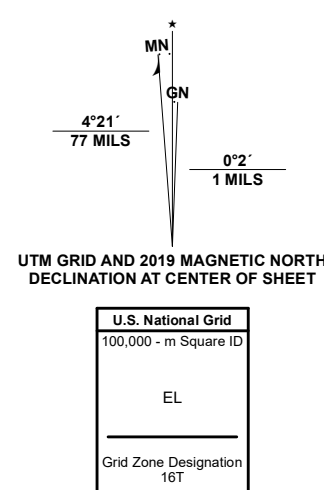 ★
MN
GN
4°21´
77 MILS
0°2´
1 MILS
UTM GRID AND 2019 MAGNETIC NORTH
DECLINATION AT CENTER OF SHEET
U.S. National Grid
100,000 - m Square ID
EL
Grid Zone Designation
16T